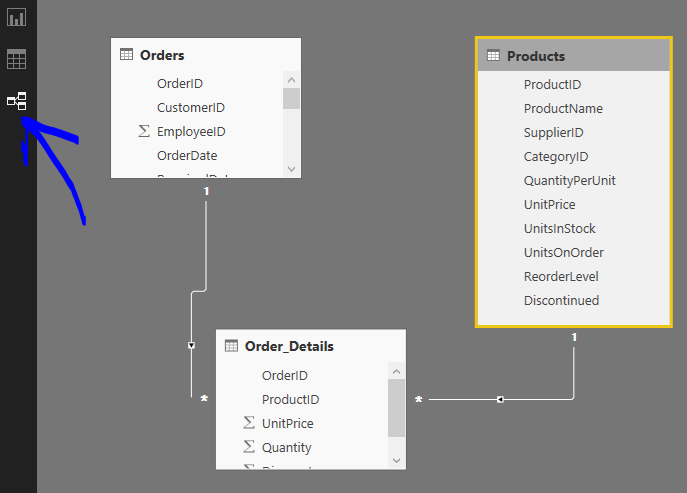 Orders
OrderID
CustomerID
Σ EmployeeID
OrderDate
1
Products
ProductID
ProductName
SupplierID
CategoryID
QuantityPerUnit
UnitPrice
UnitsInStock
UnitsOnOrder
ReorderLevel
Discontinued
1
Order_Details
OrderID
ProductID
Σ UnitPrice
Σ Quantity
*
*